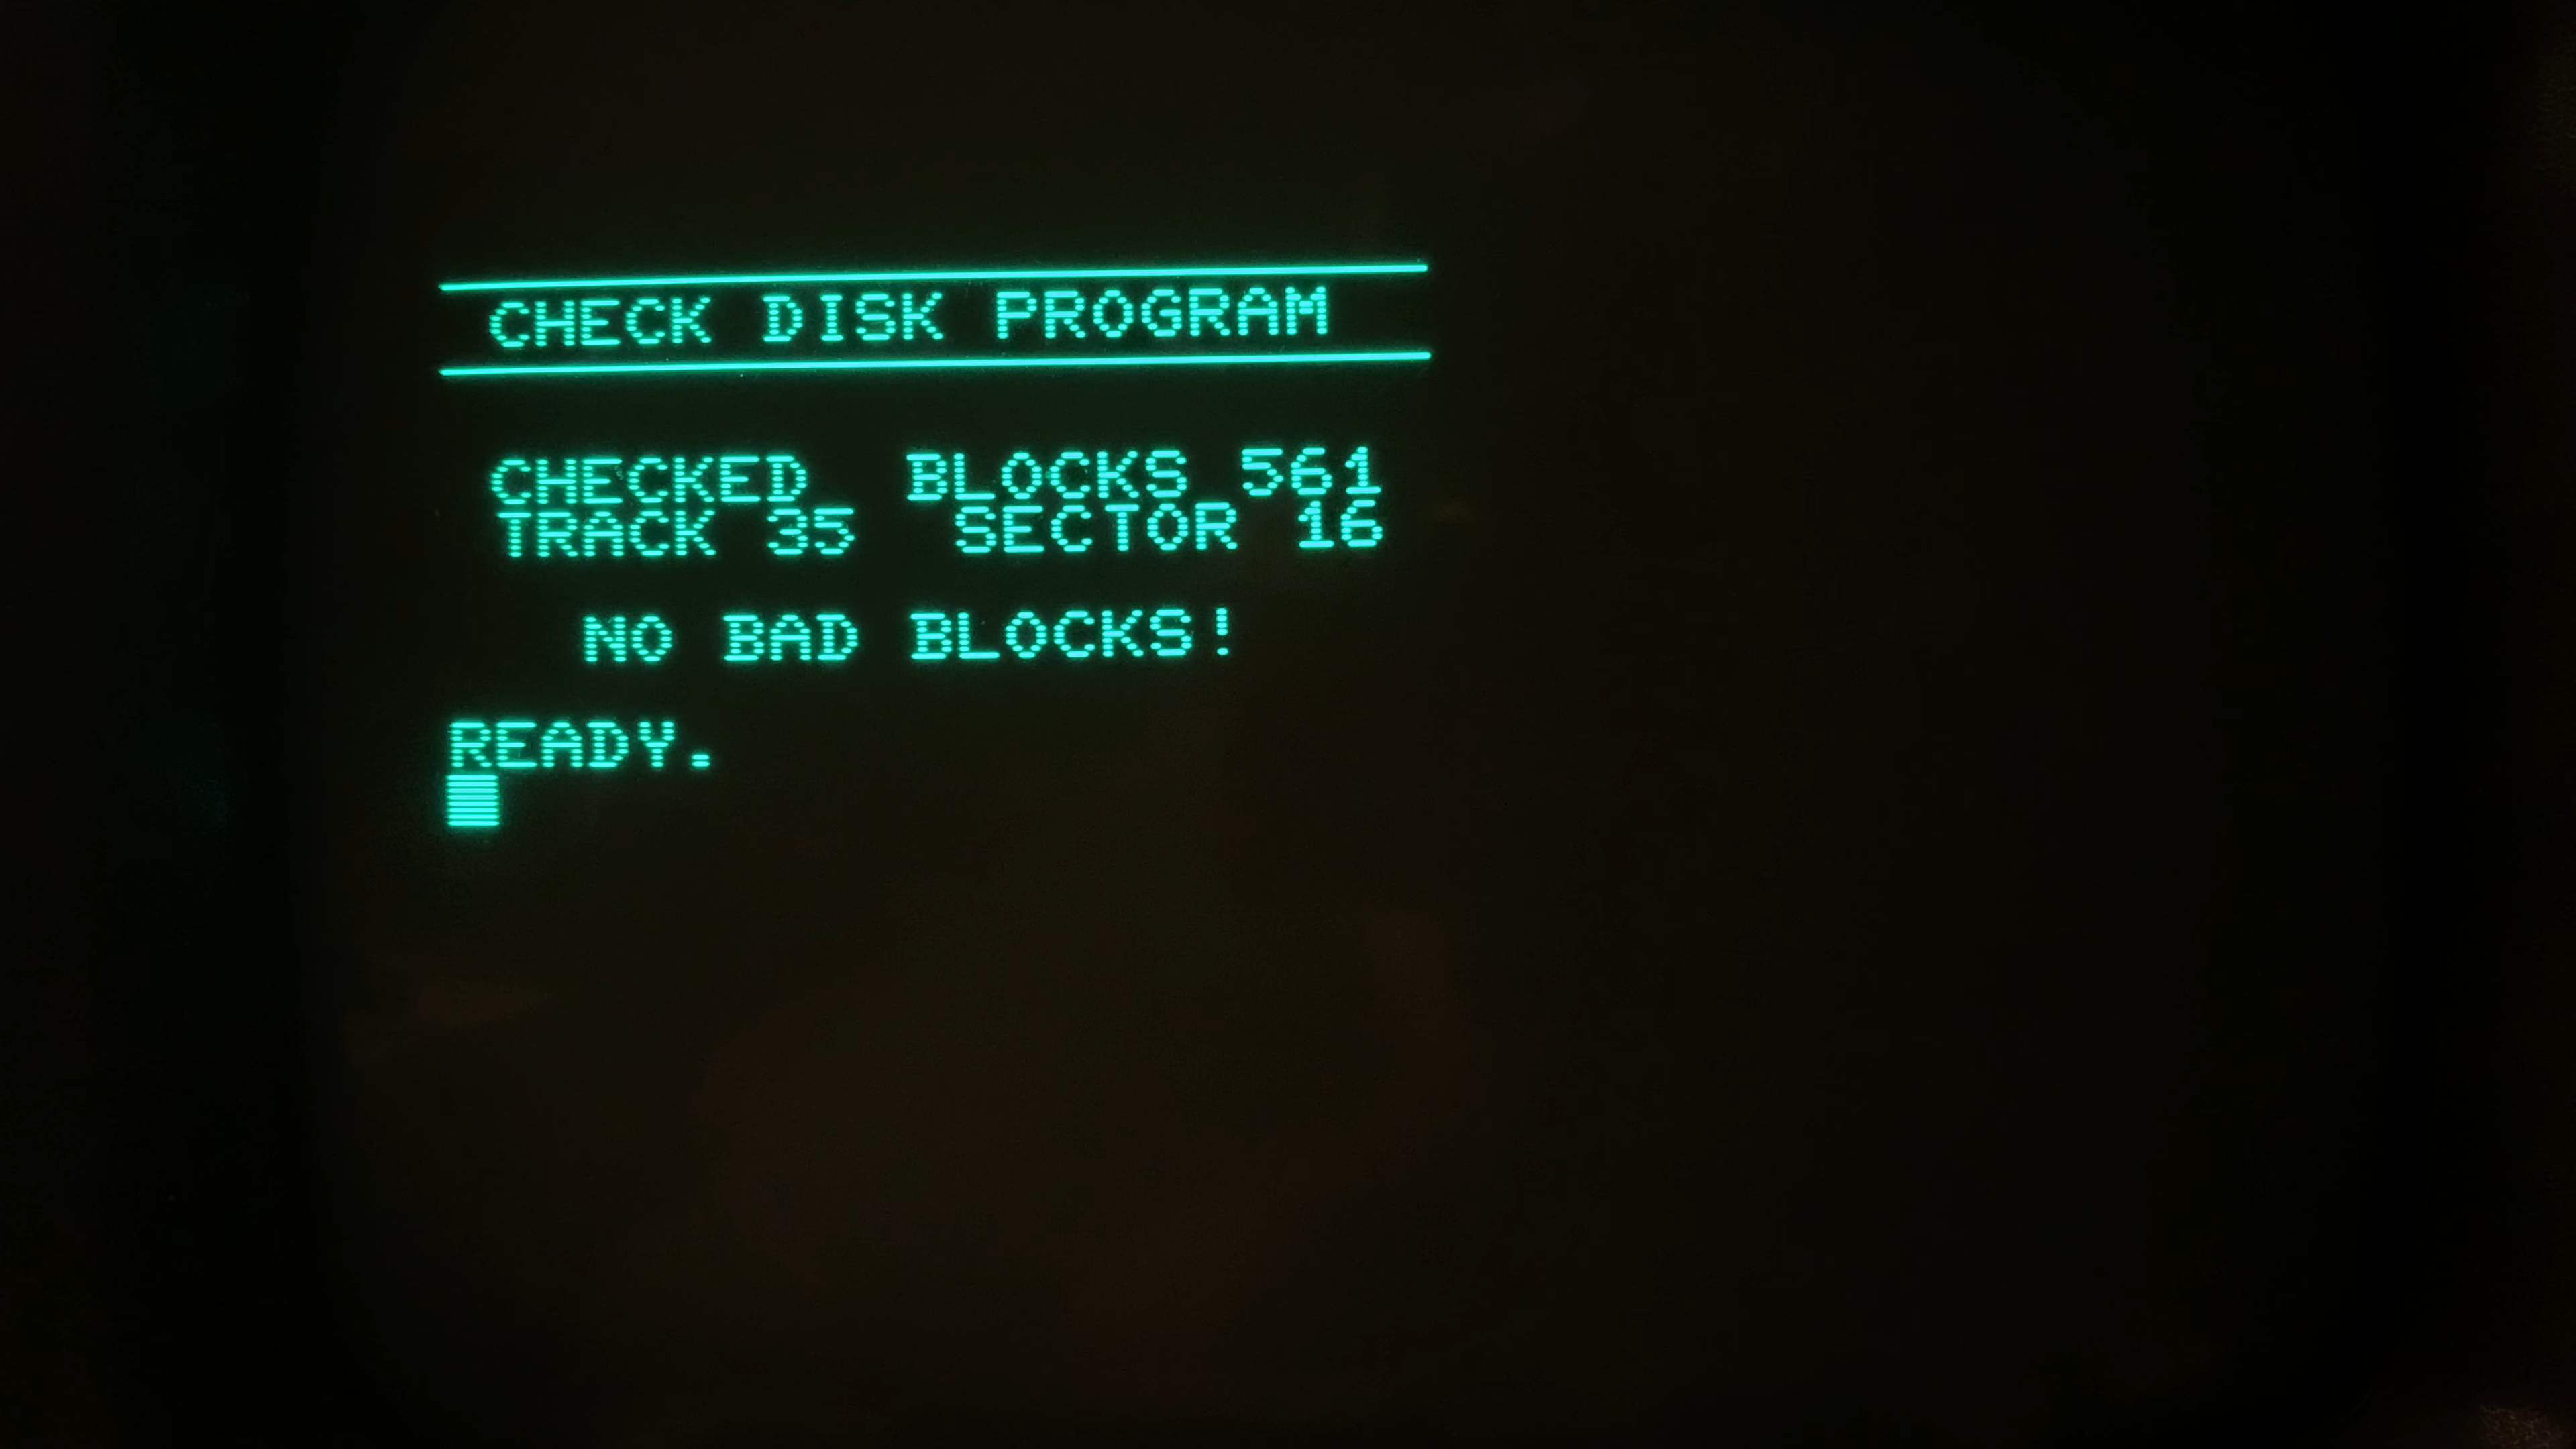 CHECK DISK PROGRAM
CHECKED BLOCKS 561
TRACK 35 SECTOR 16
NO BAD BLOCKS!
READY.